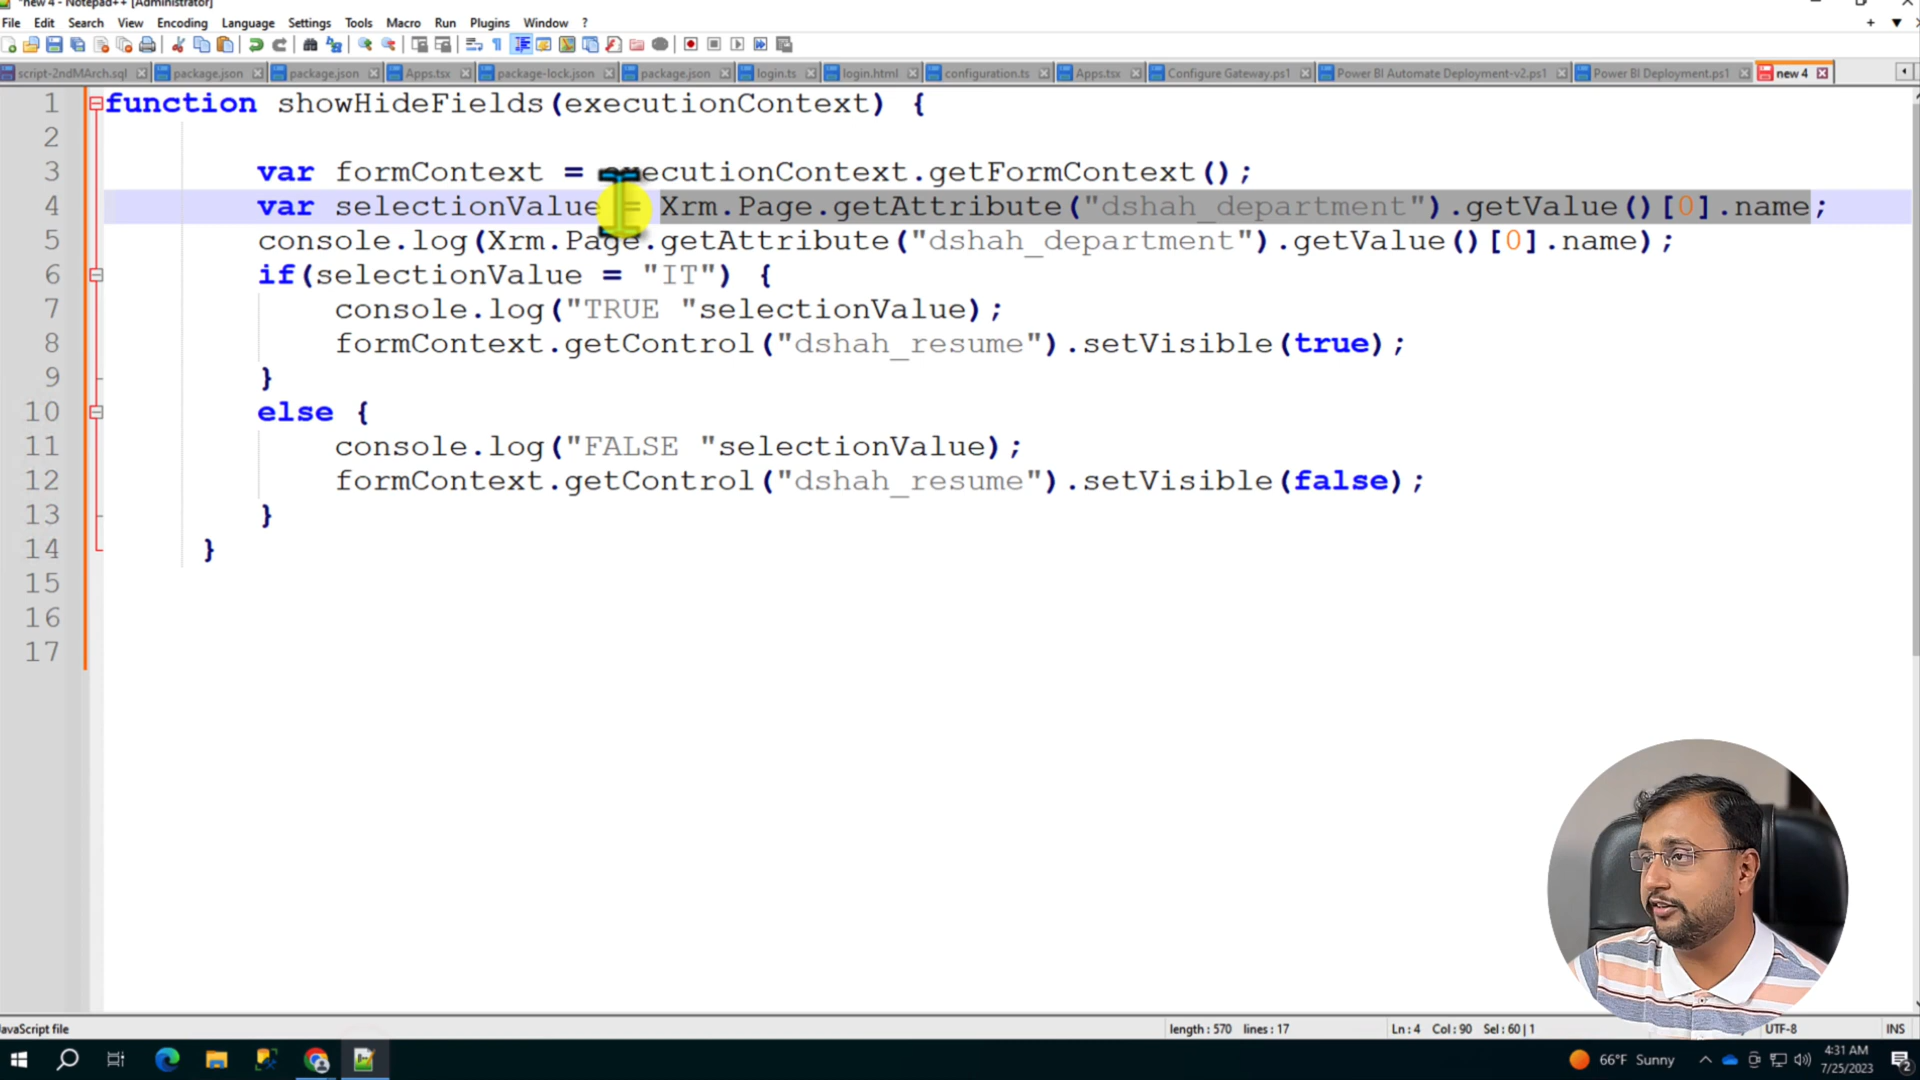 *new 4 - Notepad++ [Administrator]
File Edit Search View Encoding Language Settings Tools Macro Run Plugins Window ?
script-2ndMArch.sql package.json package.json Apps.tsx package-lock.json package.json login.ts login.html configuration.ts Apps.tsx Configure Gateway.ps1 Power BI Automate Deployment-v2.ps1 Power BI Deployment.ps1 new 4
1 function showHideFields(executionContext) {
2
3 var formContext = executionContext.getFormContext();
4 var selectionValue = Xrm.Page.getAttribute("dshah_department").getValue()[0].name;
5 console.log(Xrm.Page.getAttribute("dshah_department").getValue()[0].name);
6 if(selectionValue = "IT") {
7 console.log("TRUE "selectionValue);
8 formContext.getControl("dshah_resume").setVisible(true);
9 }
10 else {
11 console.log("FALSE "selectionValue);
12 formContext.getControl("dshah_resume").setVisible(false);
13 }
14 }
15
16
17
JavaScript file length : 570 lines : 17 Ln : 4 Col : 90 Sel : 60 | 1 UTF-8 INS
66°F Sunny 4:31 AM
7/25/2023 2